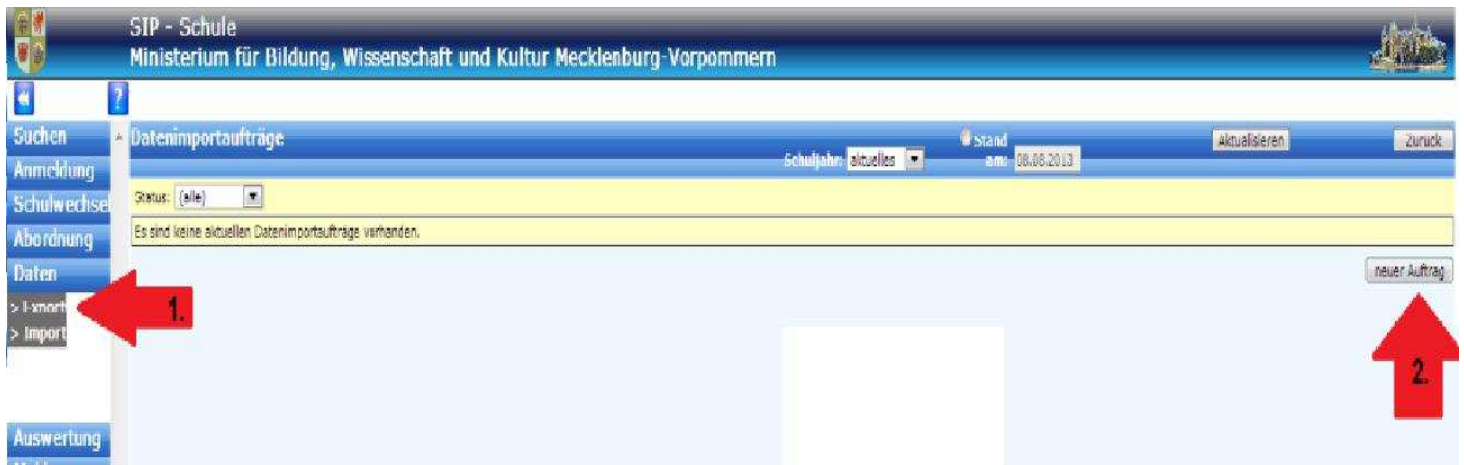 SIP - Schule
Ministerium für Bildung, Wissenschaft und Kultur Mecklenburg-Vorpommern
?
Suchen
Anmeldung
Schulwechsel
Abordnung
Daten
> Export
> Import
Auswertung
Datenimportaufträge
Schuljahr: aktuelles
Stand am: 08.08.2013
Aktualisieren
Zurück
Status: (alle)
Es sind keine aktuellen Datenimportaufträge vorhanden.
neuer Auftrag
1.
2.